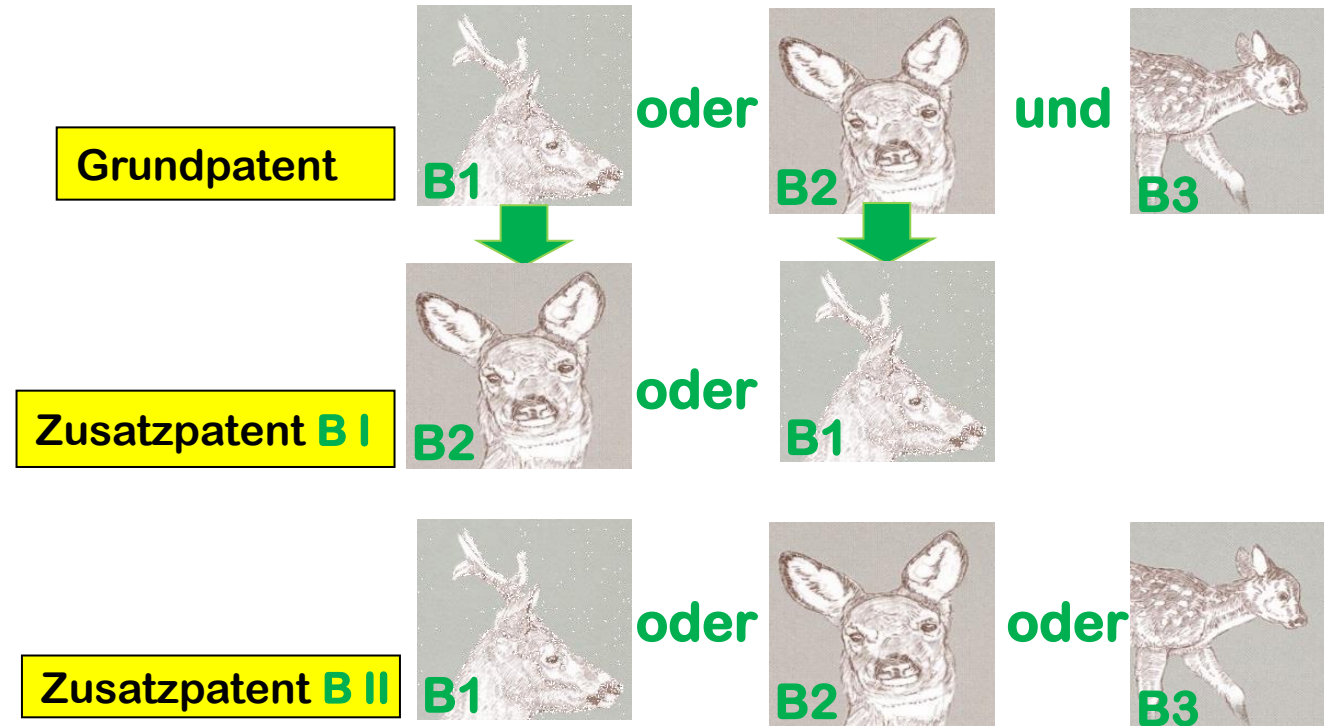 Grundpatent B1 oder B2 und B3
Zusatzpatent B I B2 oder B1
Zusatzpatent B II B1 oder B2 oder B3